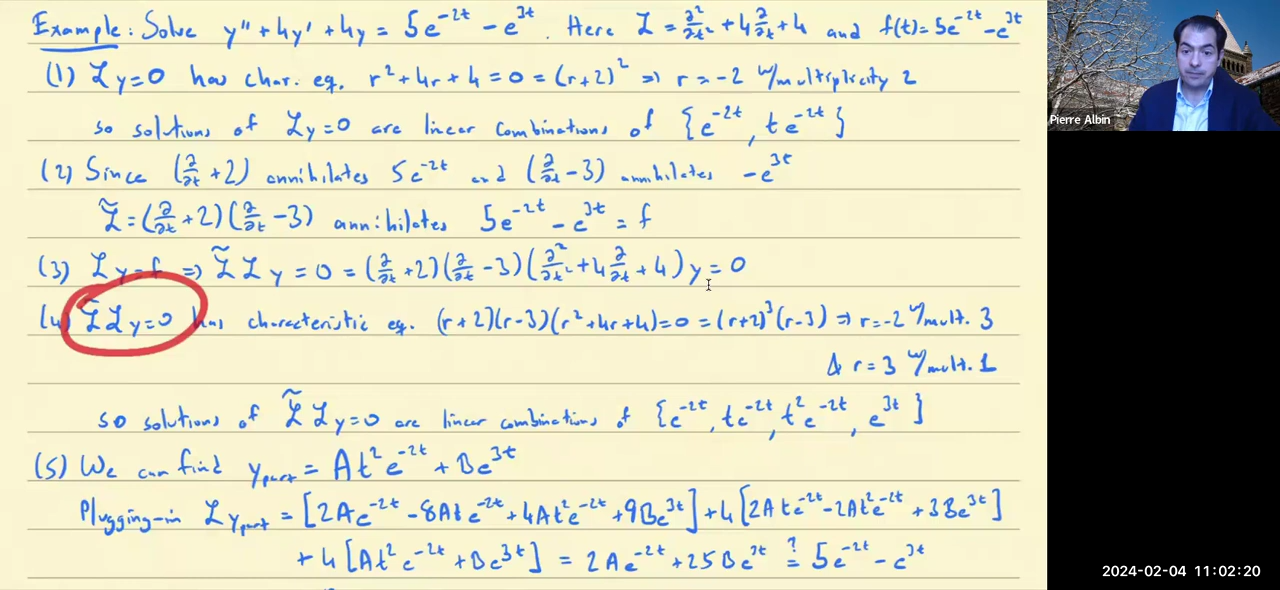 Example: Solve y'' + 4y' + 4y = 5e^{-2t} - e^{3t}. Here ℒ = ∂²/∂t² + 4 ∂/∂t + 4 and f(t) = 5e^{-2t} - e^{3t}
(1) ℒy=0 has char. eq. r² + 4r + 4 = 0 = (r+2)² ⇒ r = -2 w/multiplicity 2
so solutions of ℒy=0 are linear combinations of {e^{-2t}, te^{-2t}}
(2) Since (∂/∂t + 2) annihilates 5e^{-2t} and (∂/∂t - 3) annihilates -e^{3t}
ℒ̃ = (∂/∂t + 2)(∂/∂t - 3) annihilates 5e^{-2t} - e^{3t} = f
(3) ℒy=f ⇒ ℒ̃ℒy = 0 = (∂/∂t + 2)(∂/∂t - 3)(∂²/∂t² + 4 ∂/∂t + 4)y = 0
(4) ℒ̃ℒy=0 has characteristic eq. (r+2)(r-3)(r²+4r+4)=0 = (r+2)³(r-3) ⇒ r=-2 w/mult. 3
& r=3 w/mult. 1
so solutions of ℒ̃ℒy=0 are linear combinations of {e^{-2t}, te^{-2t}, t²e^{-2t}, e^{3t}}
(5) We can find y_{part} = At²e^{-2t} + Be^{3t}
Plugging-in ℒy_{part} = [2Ae^{-2t} - 8Ate^{-2t} + 4At²e^{-2t} + 9Be^{3t}] + 4[2Ate^{-2t} - 2At²e^{-2t} + 3Be^{3t}]
+ 4[At²e^{-2t} + Be^{3t}] = 2Ae^{-2t} + 25Be^{3t} ?= 5e^{-2t} - e^{3t}
Pierre Albin
2024-02-04 11:02:20